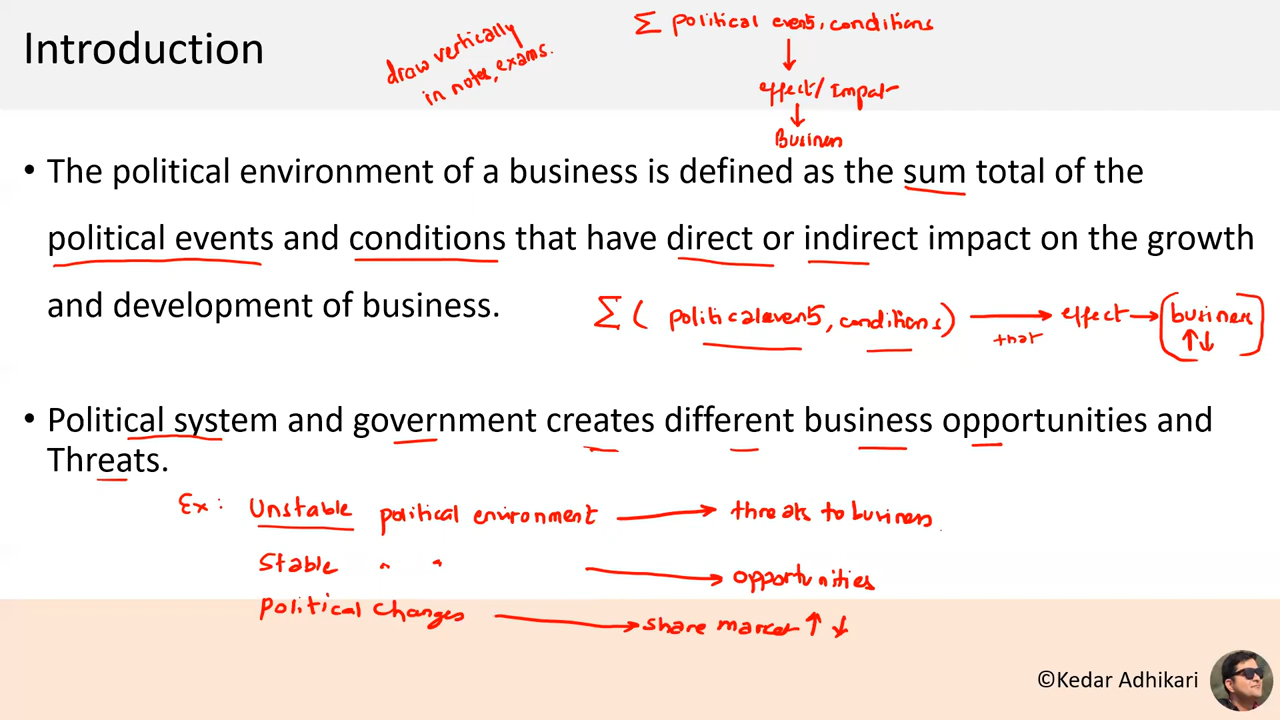 Introduction
draw vertically
in notes, exams.
Σ political events, conditions
↓
effect/Impat
↓
Business
• The political environment of a business is defined as the sum total of the
political events and conditions that have direct or indirect impact on the growth
and development of business.
Σ ( political events, conditions) → that effect → [business ↑↓]
• Political system and government creates different business opportunities and
Threats.
Ex: Unstable political environment → threats to business
Stable " " → opportunities
political changes → share market ↑ ↓
©Kedar Adhikari